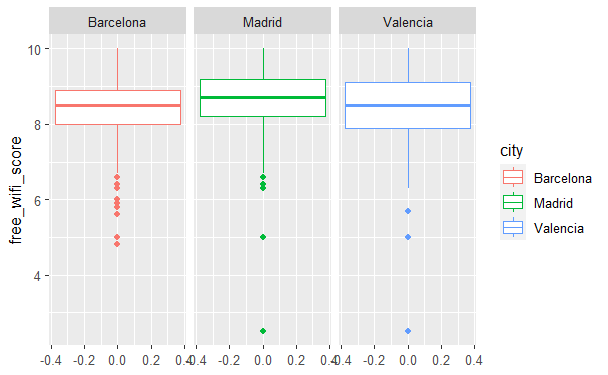 Barcelona Madrid Valencia
10
8
6
4
free_wifi_score
-0.4 -0.2 0.0 0.2 0.4 -0.4 -0.2 0.0 0.2 0.4 -0.4 -0.2 0.0 0.2 0.4
city
Barcelona
Madrid
Valencia